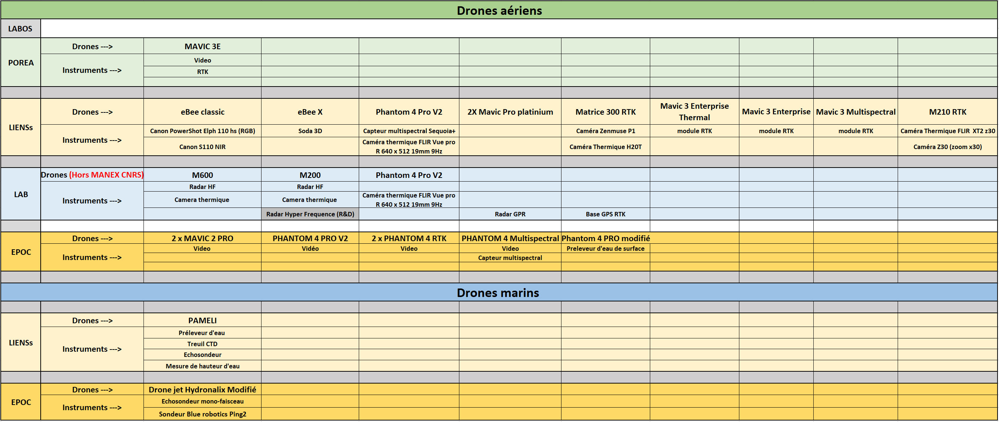 Drones aériens
LABOS
POREA
Drones ---> MAVIC 3E
Instruments --->
Video
RTK
LIENSs
Drones ---> eBee classic eBee X Phantom 4 Pro V2 2X Mavic Pro platinium Matrice 300 RTK Mavic 3 Enterprise Thermal Mavic 3 Enterprise Mavic 3 Multispectral M210 RTK
Instruments --->
Canon PowerShot Elph 110 hs (RGB) Soda 3D Capteur multispectral Sequoia+ Caméra Zenmuse P1 module RTK module RTK module RTK Caméra Thermique FLIR XT2 z30
Canon S110 NIR Caméra thermique FLIR Vue pro R 640 x 512 19mm 9Hz Caméra Thermique H20T Caméra Z30 (zoom x30)
LAB
Drones (Hors MANEX CNRS) M600 M200 Phantom 4 Pro V2
Instruments --->
Radar HF Radar HF
Camera thermique Camera thermique Caméra thermique FLIR Vue pro R 640 x 512 19mm 9Hz
Radar Hyper Frequence (R&D) Radar GPR Base GPS RTK
EPOC
Drones ---> 2 x MAVIC 2 PRO PHANTOM 4 PRO V2 2 x PHANTOM 4 RTK PHANTOM 4 Multispectral Phantom 4 PRO modifié
Instruments --->
Video Vidéo Video Video Preleveur d'eau de surface
Capteur multispectral
Drones marins
LIENSs
Drones ---> PAMELI
Instruments --->
Préleveur d'eau
Treuil CTD
Echosondeur
Mesure de hauteur d'eau
EPOC
Drones ---> Drone jet Hydronalix Modifié
Instruments --->
Echosondeur mono-faisceau
Sondeur Blue robotics Ping2